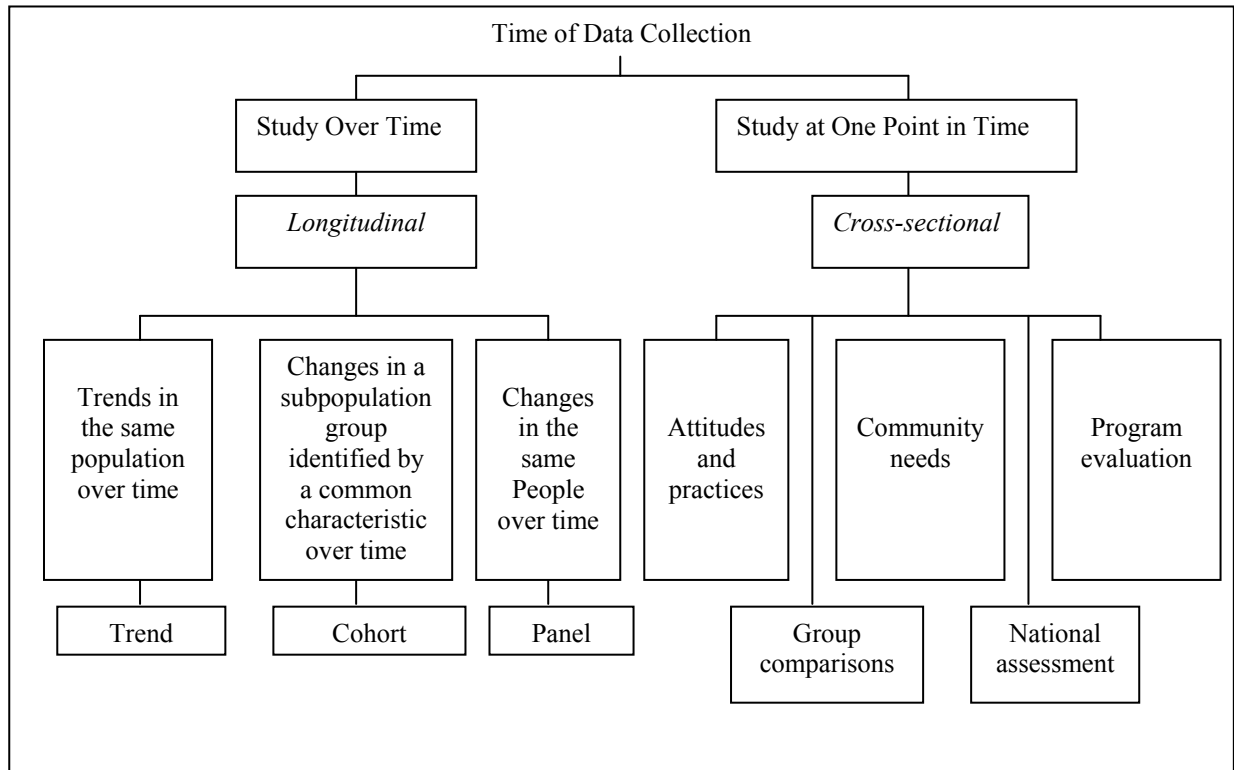 Time of Data Collection
Study Over Time
Study at One Point in Time
Longitudinal
Cross-sectional
Trends in
the same
population
over time
Changes in a
subpopulation
group
identified by
a common
characteristic
over time
Changes
in the
same
People
over time
Attitudes
and
practices
Community
needs
Program
evaluation
Trend
Cohort
Panel
Group
comparisons
National
assessment